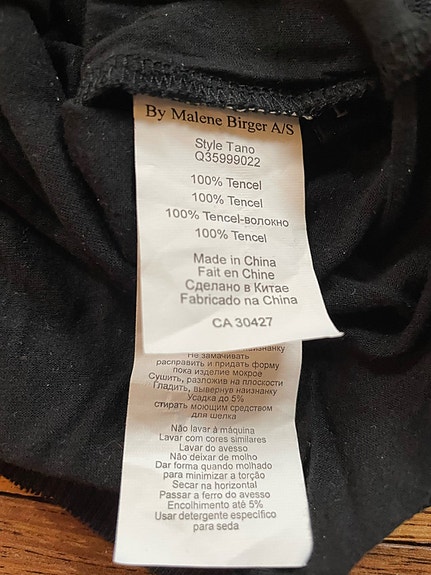 By Malene Birger A/S
Style Tano
Q35999022
100% Tencel
100% Tencel
100% Tencel-волокно
100% Tencel
Made in China
Fait en Chine
Сделано в Китае
Fabricado na China
CA 30427
Не замачивать
расправить и придать форму
пока изделие мокрое
Сушить, разложив на плоскости
Гладить, вывернув наизнанку
Усадка до 5%
стирать моющим средством
для шелка
Não lavar à máquina
Lavar com cores similares
Lavar do avesso
Não deixar de molho
Dar forma quando molhado
para minimizar a torção
Secar na horizontal
Passar a ferro do avesso
Encolhimento até 5%
Usar detergente específico
para seda